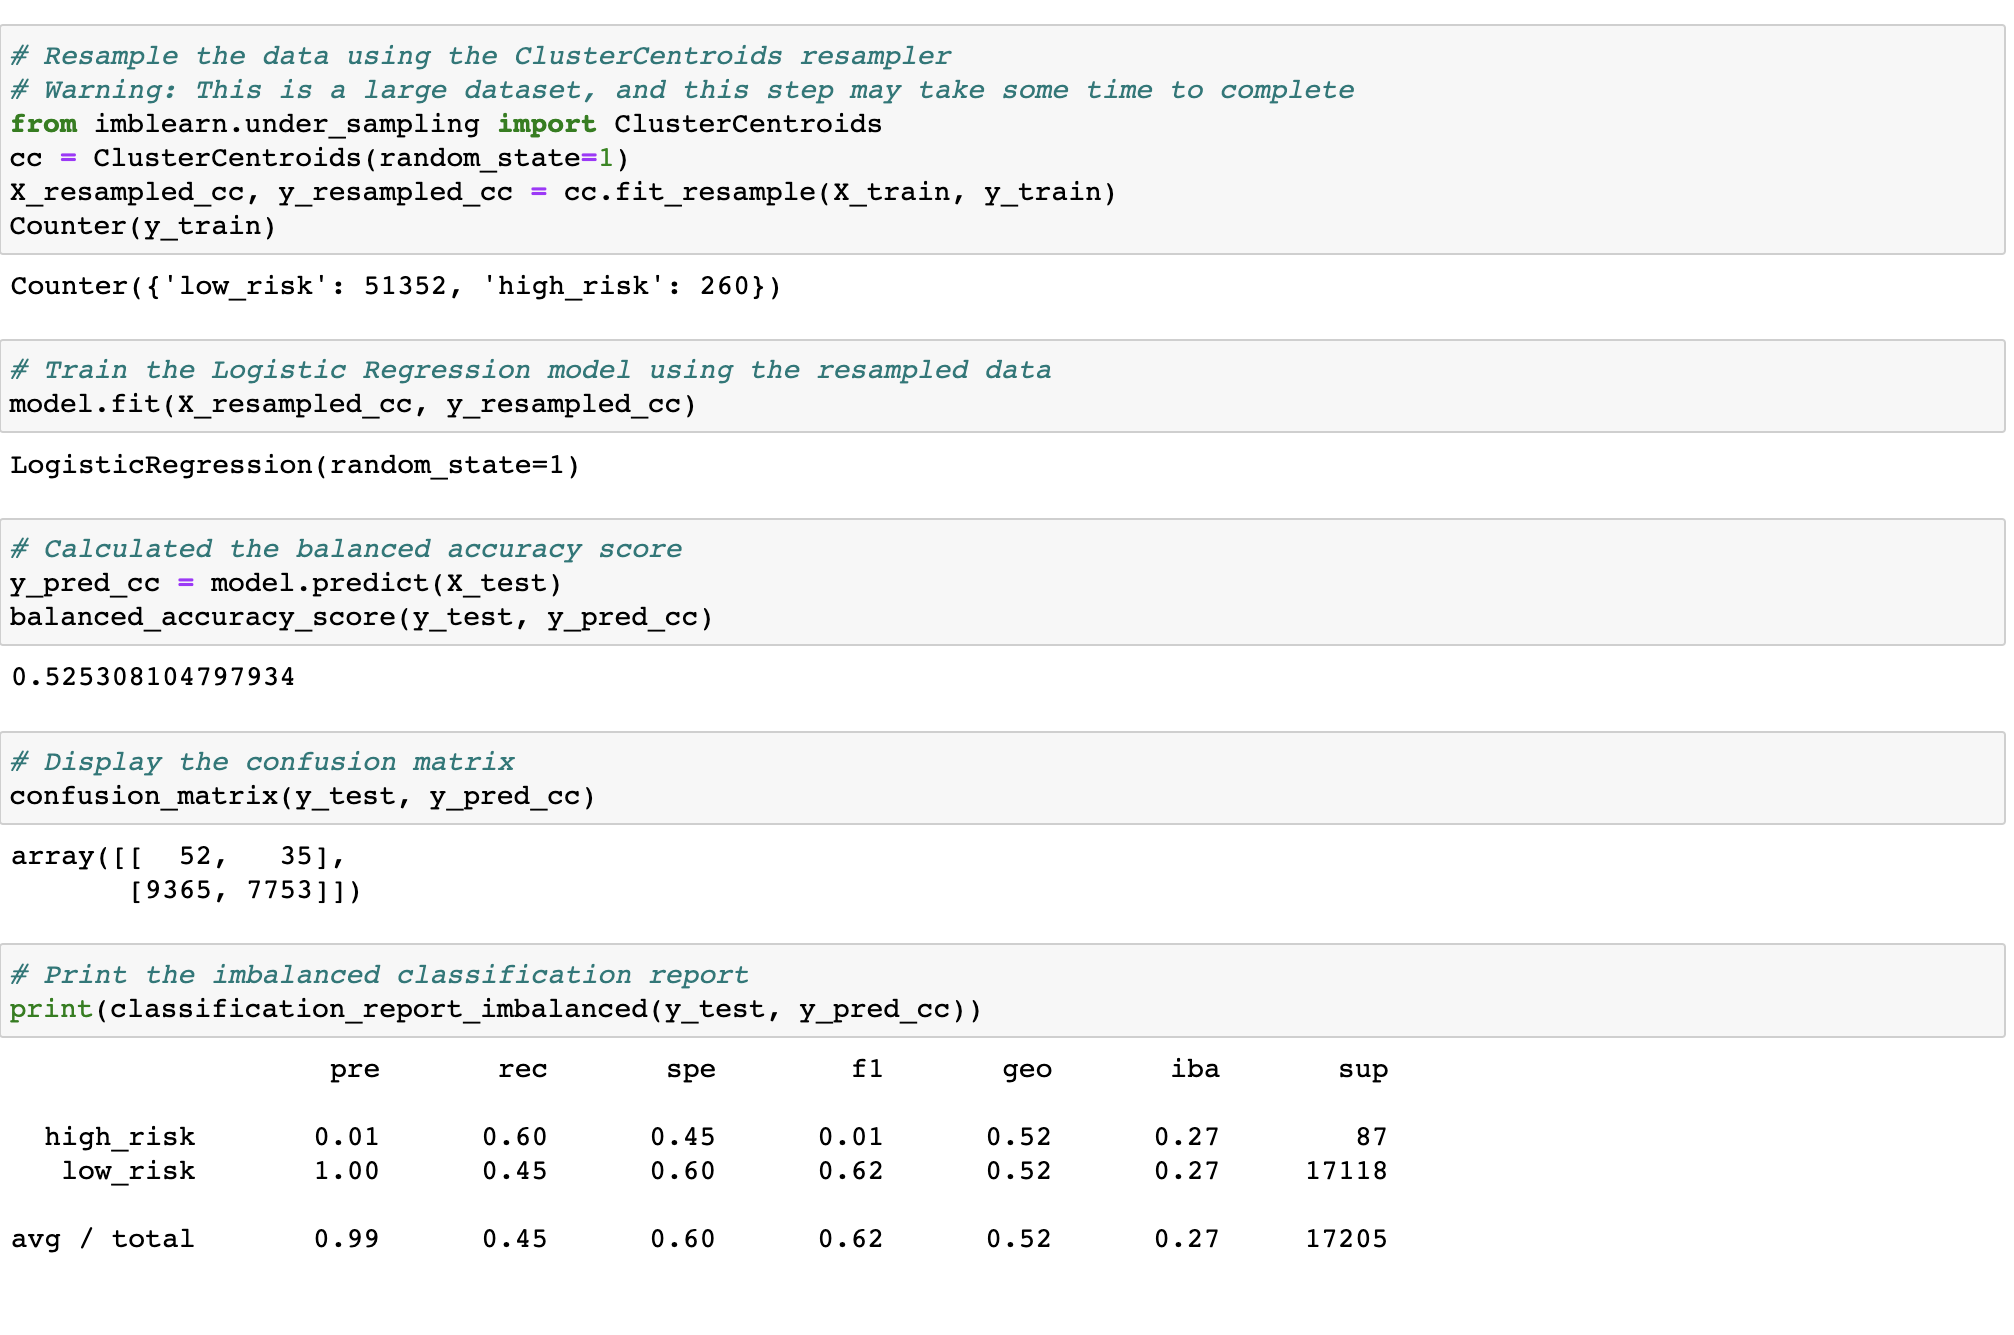 # Resample the data using the ClusterCentroids resampler
# Warning: This is a large dataset, and this step may take some time to complete
from imblearn.under_sampling import ClusterCentroids
cc = ClusterCentroids(random_state=1)
X_resampled_cc, y_resampled_cc = cc.fit_resample(X_train, y_train)
Counter(y_train)
Counter({'low_risk': 51352, 'high_risk': 260})
# Train the Logistic Regression model using the resampled data
model.fit(X_resampled_cc, y_resampled_cc)
LogisticRegression(random_state=1)
# Calculated the balanced accuracy score
y_pred_cc = model.predict(X_test)
balanced_accuracy_score(y_test, y_pred_cc)
0.525308104797934
# Display the confusion matrix
confusion_matrix(y_test, y_pred_cc)
array([[  52,   35],
       [9365, 7753]])
# Print the imbalanced classification report
print(classification_report_imbalanced(y_test, y_pred_cc))
                   pre       rec       spe        f1       geo       iba       sup
  high_risk       0.01      0.60      0.45      0.01      0.52      0.27        87
   low_risk       1.00      0.45      0.60      0.62      0.52      0.27     17118
avg / total       0.99      0.45      0.60      0.62      0.52      0.27     17205